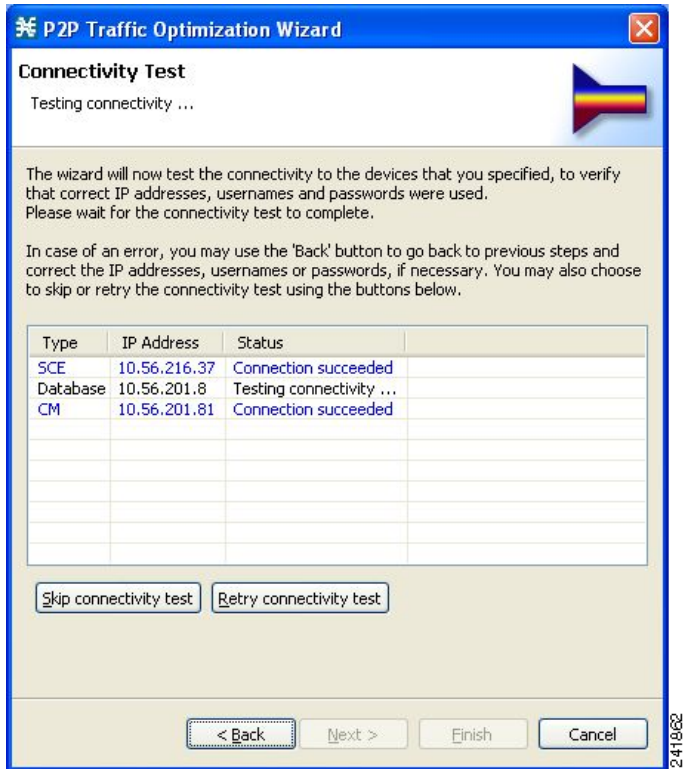 P2P Traffic Optimization Wizard
Connectivity Test
Testing connectivity ...
The wizard will now test the connectivity to the devices that you specified, to verify
that correct IP addresses, usernames and passwords were used.
Please wait for the connectivity test to complete.
In case of an error, you may use the 'Back' button to go back to previous steps and
correct the IP addresses, usernames or passwords, if necessary. You may also choose
to skip or retry the connectivity test using the buttons below.
Type IP Address Status
SCE 10.56.216.37 Connection succeeded
Database 10.56.201.8 Testing connectivity ...
CM 10.56.201.81 Connection succeeded
Skip connectivity test Retry connectivity test
< Back Next > Finish Cancel
241862